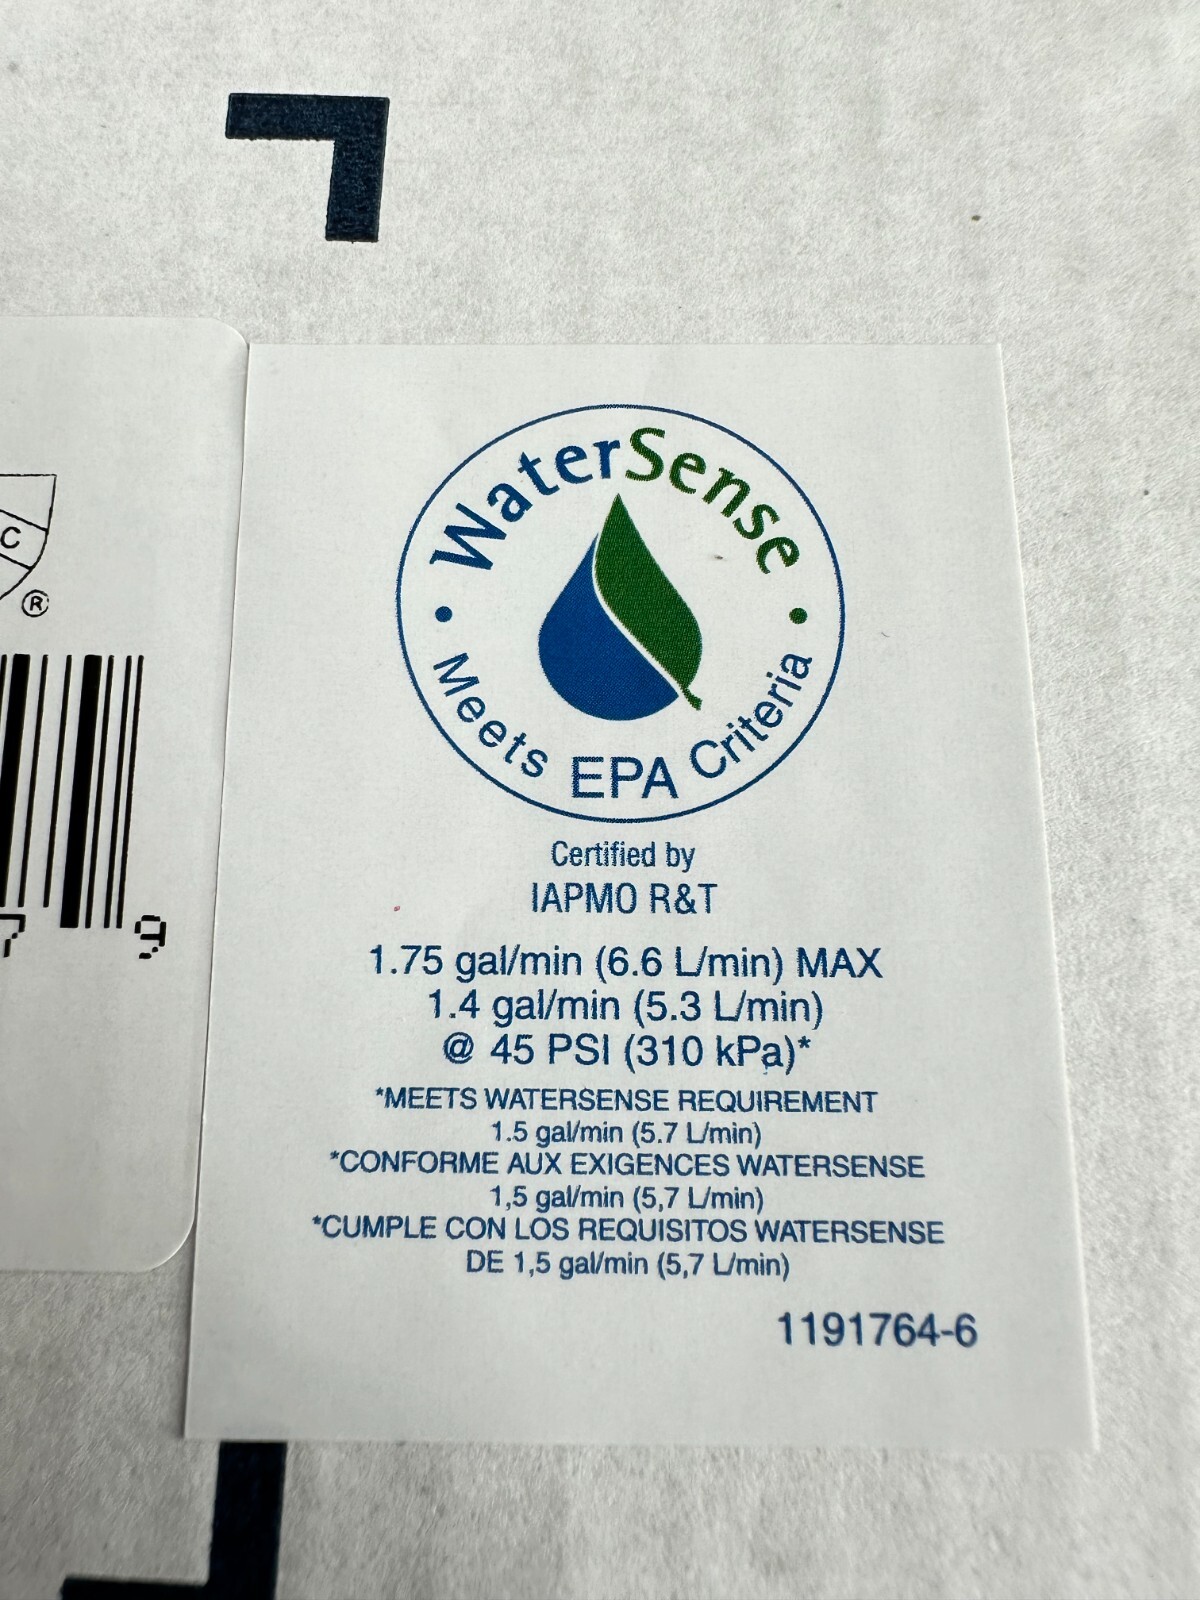 WaterSense
Meets EPA Criteria
Certified by
IAPMO R&T
1.75 gal/min (6.6 L/min) MAX
1.4 gal/min (5.3 L/min)
@ 45 PSI (310 kPa)*
*MEETS WATERSENSE REQUIREMENT
1.5 gal/min (5.7 L/min)
*CONFORME AUX EXIGENCES WATERSENSE
1,5 gal/min (5,7 L/min)
*CUMPLE CON LOS REQUISITOS WATERSENSE
DE 1,5 gal/min (5,7 L/min)
1191764-6
C
®
7 9